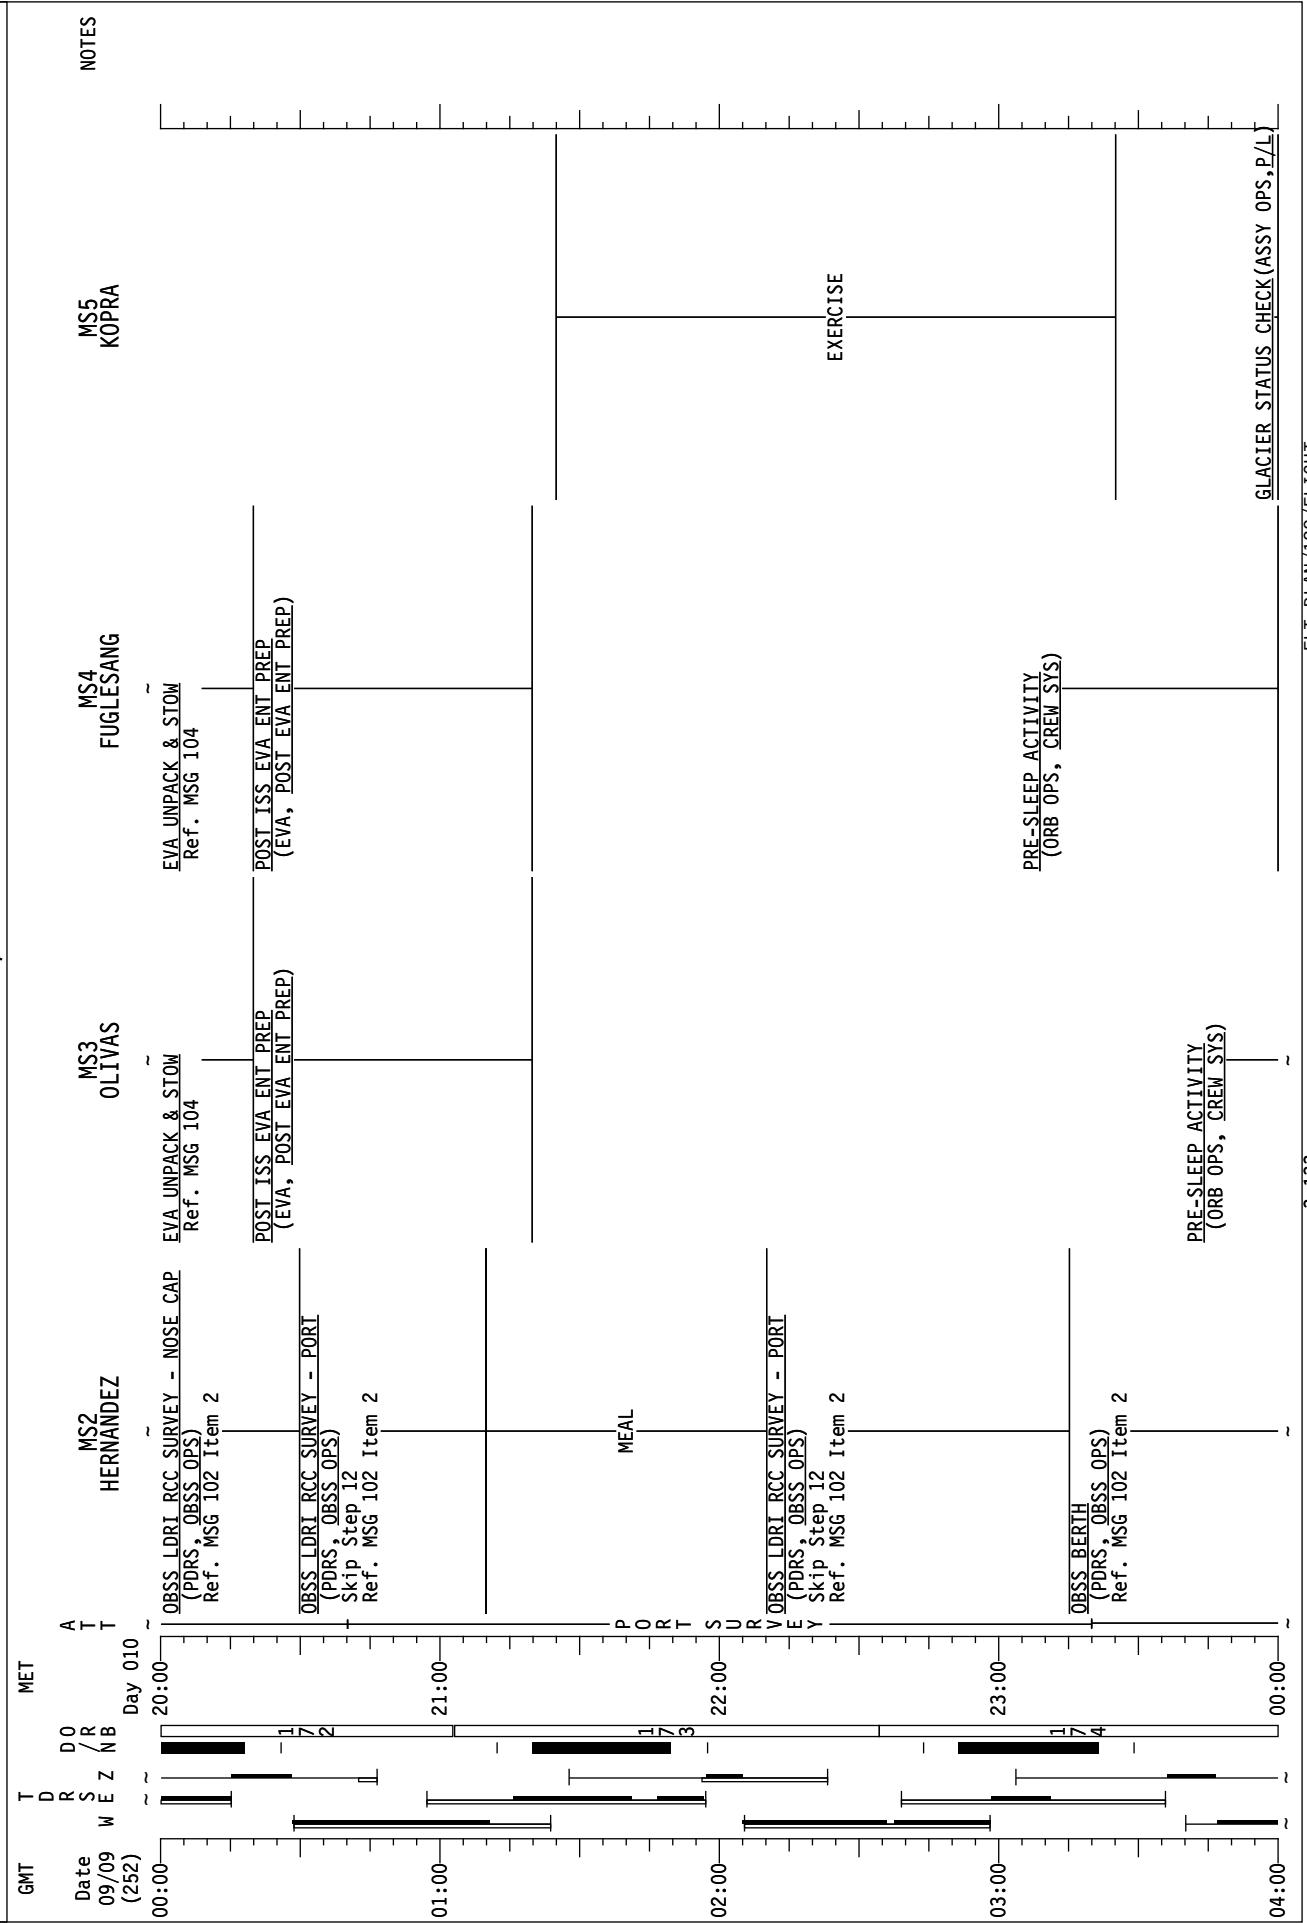 GMT
Date
09/09
(252)
00:00
01:00
02:00
03:00
04:00
T
D
R
S
W E Z
D O
/ R
N B
172
173
174
MET
Day 010
20:00
21:00
22:00
23:00
00:00
A
T
T
PORT SURVEY
MS2
HERNANDEZ
OBSS LDRI RCC SURVEY - NOSE CAP
(PDRS, OBSS OPS)
Ref. MSG 102 Item 2
OBSS LDRI RCC SURVEY - PORT
(PDRS, OBSS OPS)
Skip Step 12
Ref. MSG 102 Item 2
MEAL
OBSS LDRI RCC SURVEY - PORT
(PDRS, OBSS OPS)
Skip Step 12
Ref. MSG 102 Item 2
OBSS BERTH
(PDRS, OBSS OPS)
Ref. MSG 102 Item 2
MS3
OLIVAS
EVA UNPACK & STOW
Ref. MSG 104
POST ISS EVA ENT PREP
(EVA, POST EVA ENT PREP)
PRE-SLEEP ACTIVITY
(ORB OPS, CREW SYS)
MS4
FUGLESANG
EVA UNPACK & STOW
Ref. MSG 104
POST ISS EVA ENT PREP
(EVA, POST EVA ENT PREP)
PRE-SLEEP ACTIVITY
(ORB OPS, CREW SYS)
MS5
KOPRA
EXERCISE
GLACIER STATUS CHECK(ASSY OPS,P/L)
NOTES